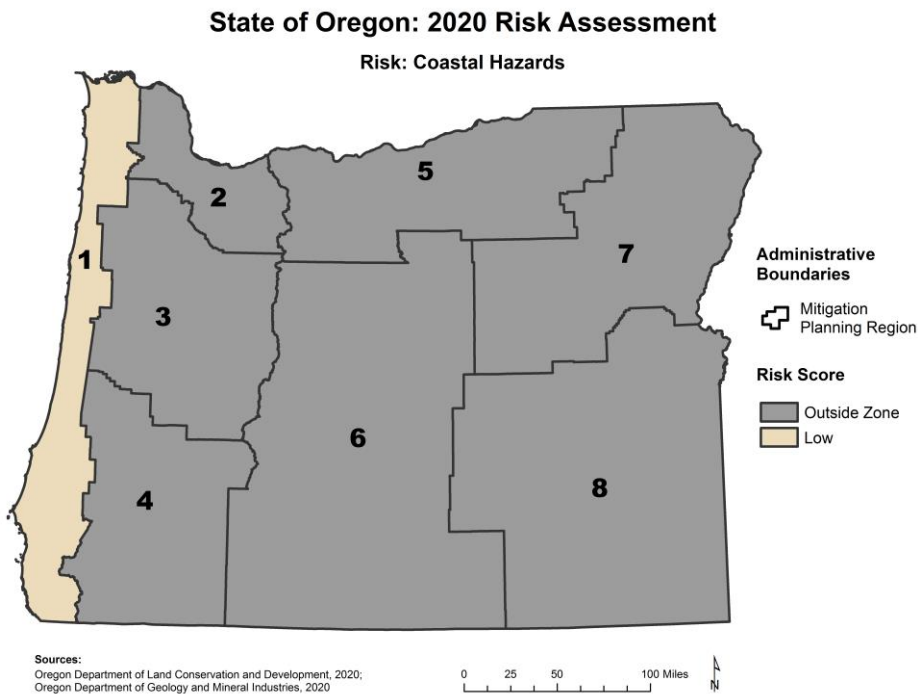 State of Oregon: 2020 Risk Assessment
Risk: Coastal Hazards
1
2
3
4
5
6
7
8
Administrative
Boundaries
Mitigation
Planning Region
Risk Score
Outside Zone
Low
Sources:
Oregon Department of Land Conservation and Development, 2020;
Oregon Department of Geology and Mineral Industries, 2020
0 25 50 100 Miles
N